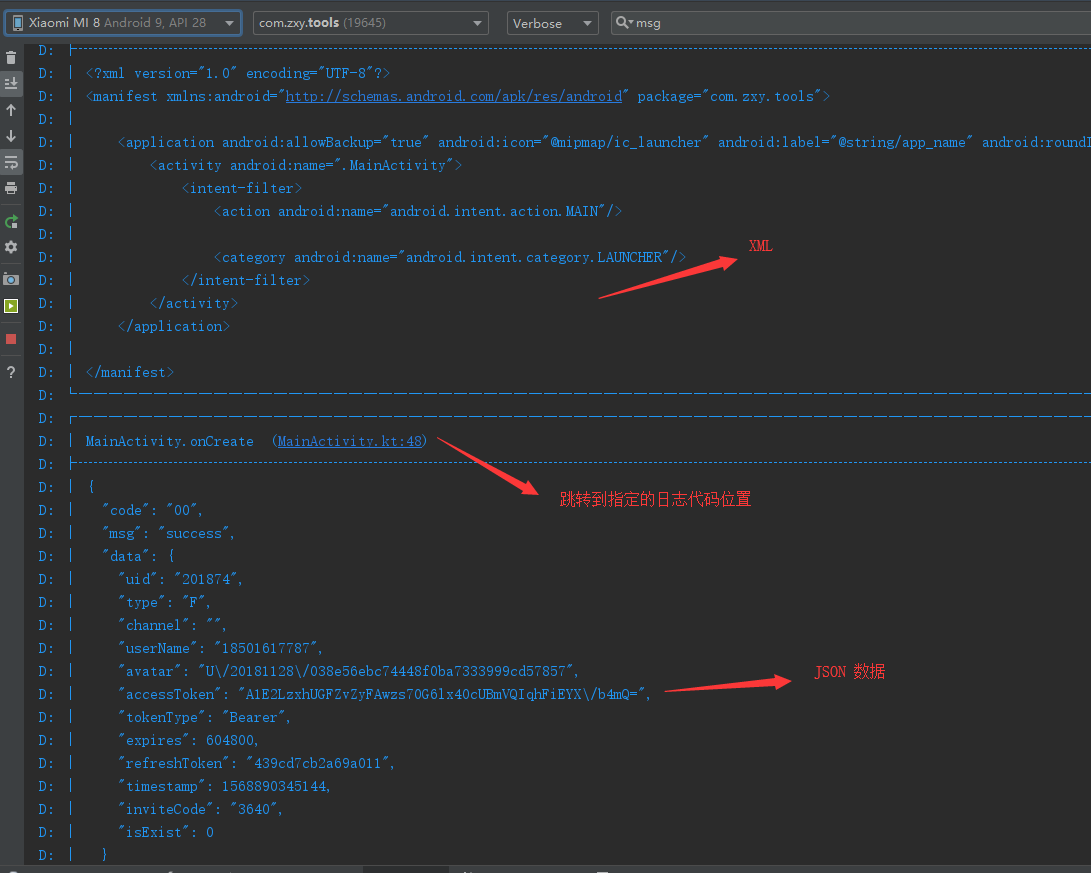 Xiaomi MI 8 Android 9, API 28
com.zxy.tools (19645)
Verbose
msg
D:
D: <?xml version="1.0" encoding="UTF-8"?>
D: <manifest xmlns:android="http://schemas.android.com/apk/res/android" package="com.zxy.tools">
D:
D: <application android:allowBackup="true" android:icon="@mipmap/ic_launcher" android:label="@string/app_name" android:roundI
D: <activity android:name=".MainActivity">
D: <intent-filter>
D: <action android:name="android.intent.action.MAIN"/>
D:
XML
D: <category android:name="android.intent.category.LAUNCHER"/>
D: </intent-filter>
D: </activity>
D: </application>
D:
D: </manifest>
D:
D:
D: MainActivity.onCreate (MainActivity.kt:48)
D:
D: {
跳转到指定的日志代码位置
D: "code": "00",
D: "msg": "success",
D: "data": {
D: "uid": "201874",
D: "type": "F",
D: "channel": "",
D: "userName": "18501617787",
D: "avatar": "U\/20181128\/038e56ebc74448f0ba7333999cd57857",
JSON 数据
D: "accessToken": "A1E2LzxhUGFZvZyFAwzs70G6lx40cUBmVQIqhFiEYX\/b4mQ=",
D: "tokenType": "Bearer",
D: "expires": 604800,
D: "refreshToken": "439cd7cb2a69a011",
D: "timestamp": 1568890345144,
D: "inviteCode": "3640",
D: "isExist": 0
D: }